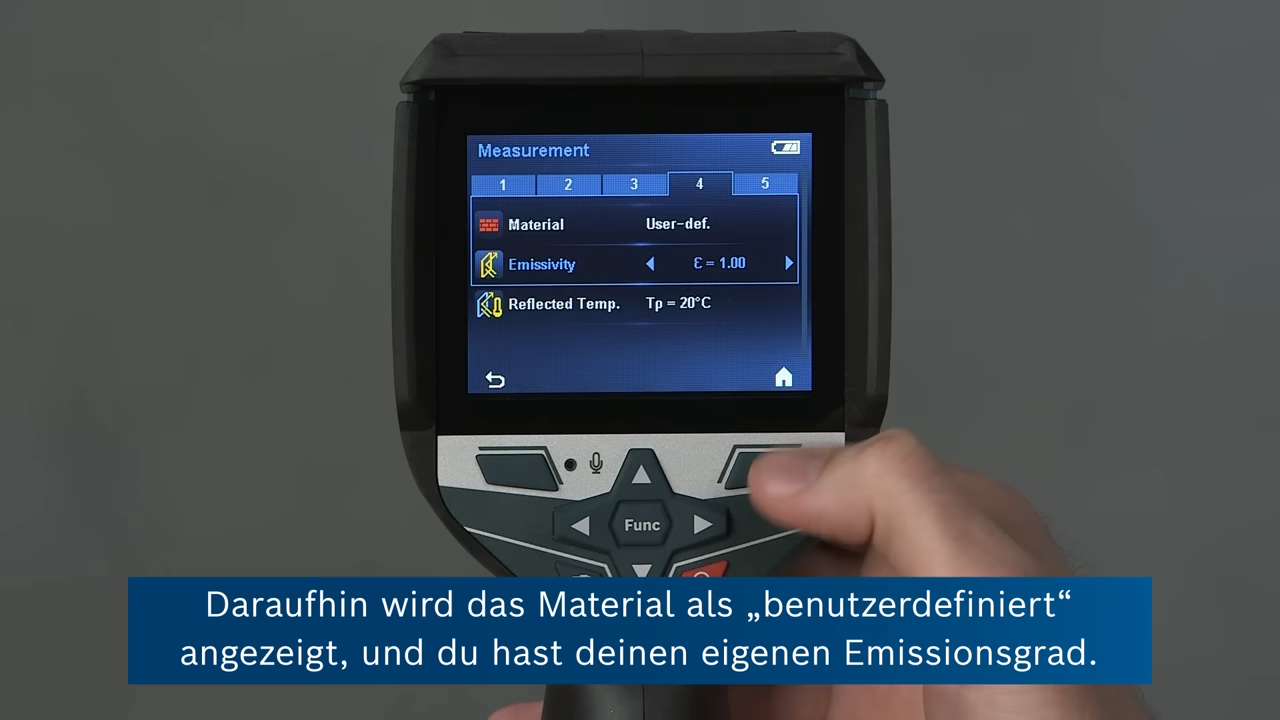 Measurement
1 2 3 4 5
Material User-def.
Emissivity Ɛ = 1.00
Reflected Temp. Tρ = 20°C
Func
Daraufhin wird das Material als „benutzerdefiniert“
angezeigt, und du hast deinen eigenen Emissionsgrad.